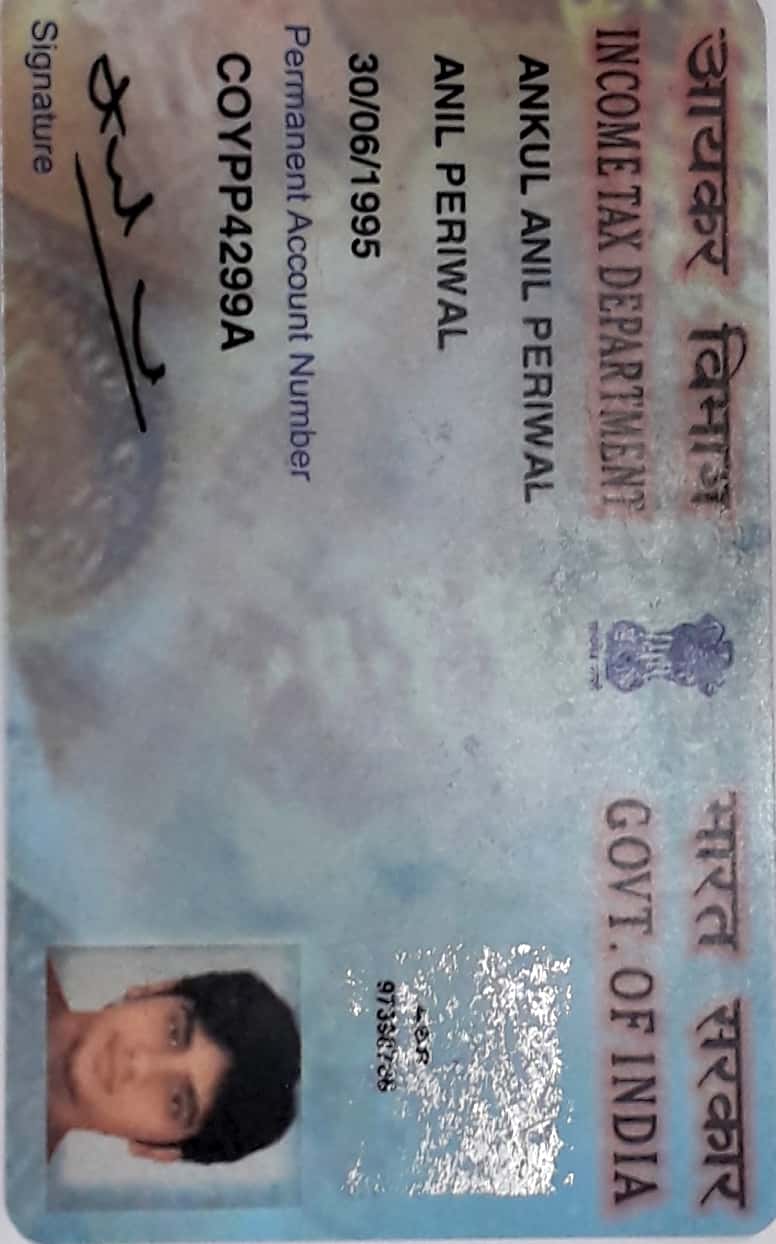 आयकर विभाग
INCOME TAX DEPARTMENT
भारत सरकार
GOVT. OF INDIA
ANKUL ANIL PERIWAL
ANIL PERIWAL
30/06/1995
Permanent Account Number
COYPP4299A
Signature